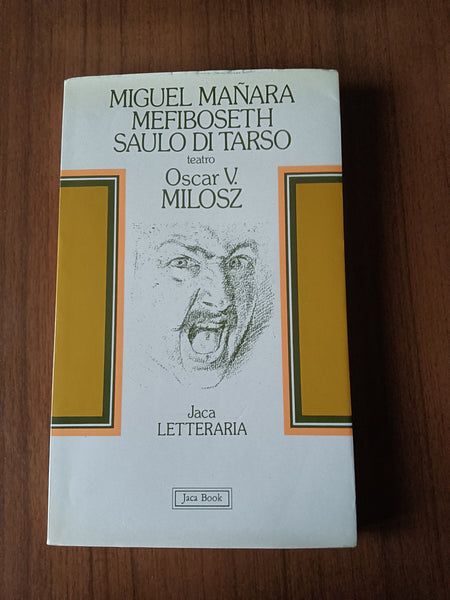 MIGUEL MAÑARA
MEFIBOSETH
SAULO DI TARSO
teatro
Oscar V.
MILOSZ
Jaca
LETTERARIA
Jaca Book